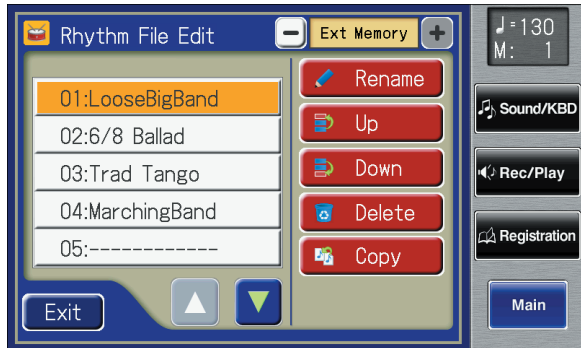 Rhythm File Edit
- Ext Memory +
♩=130
M: 1
01:LooseBigBand
02:6/8 Ballad
03:Trad Tango
04:MarchingBand
05:------------
Rename
Up
Down
Delete
Copy
Exit
Sound/KBD
Rec/Play
Registration
Main